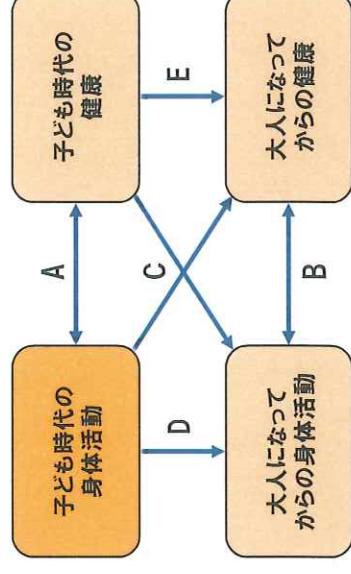 子ども時代の
身体活動
A
子ども時代の
健康
D
C
E
大人になって
からの身体活動
B
大人になって
からの健康